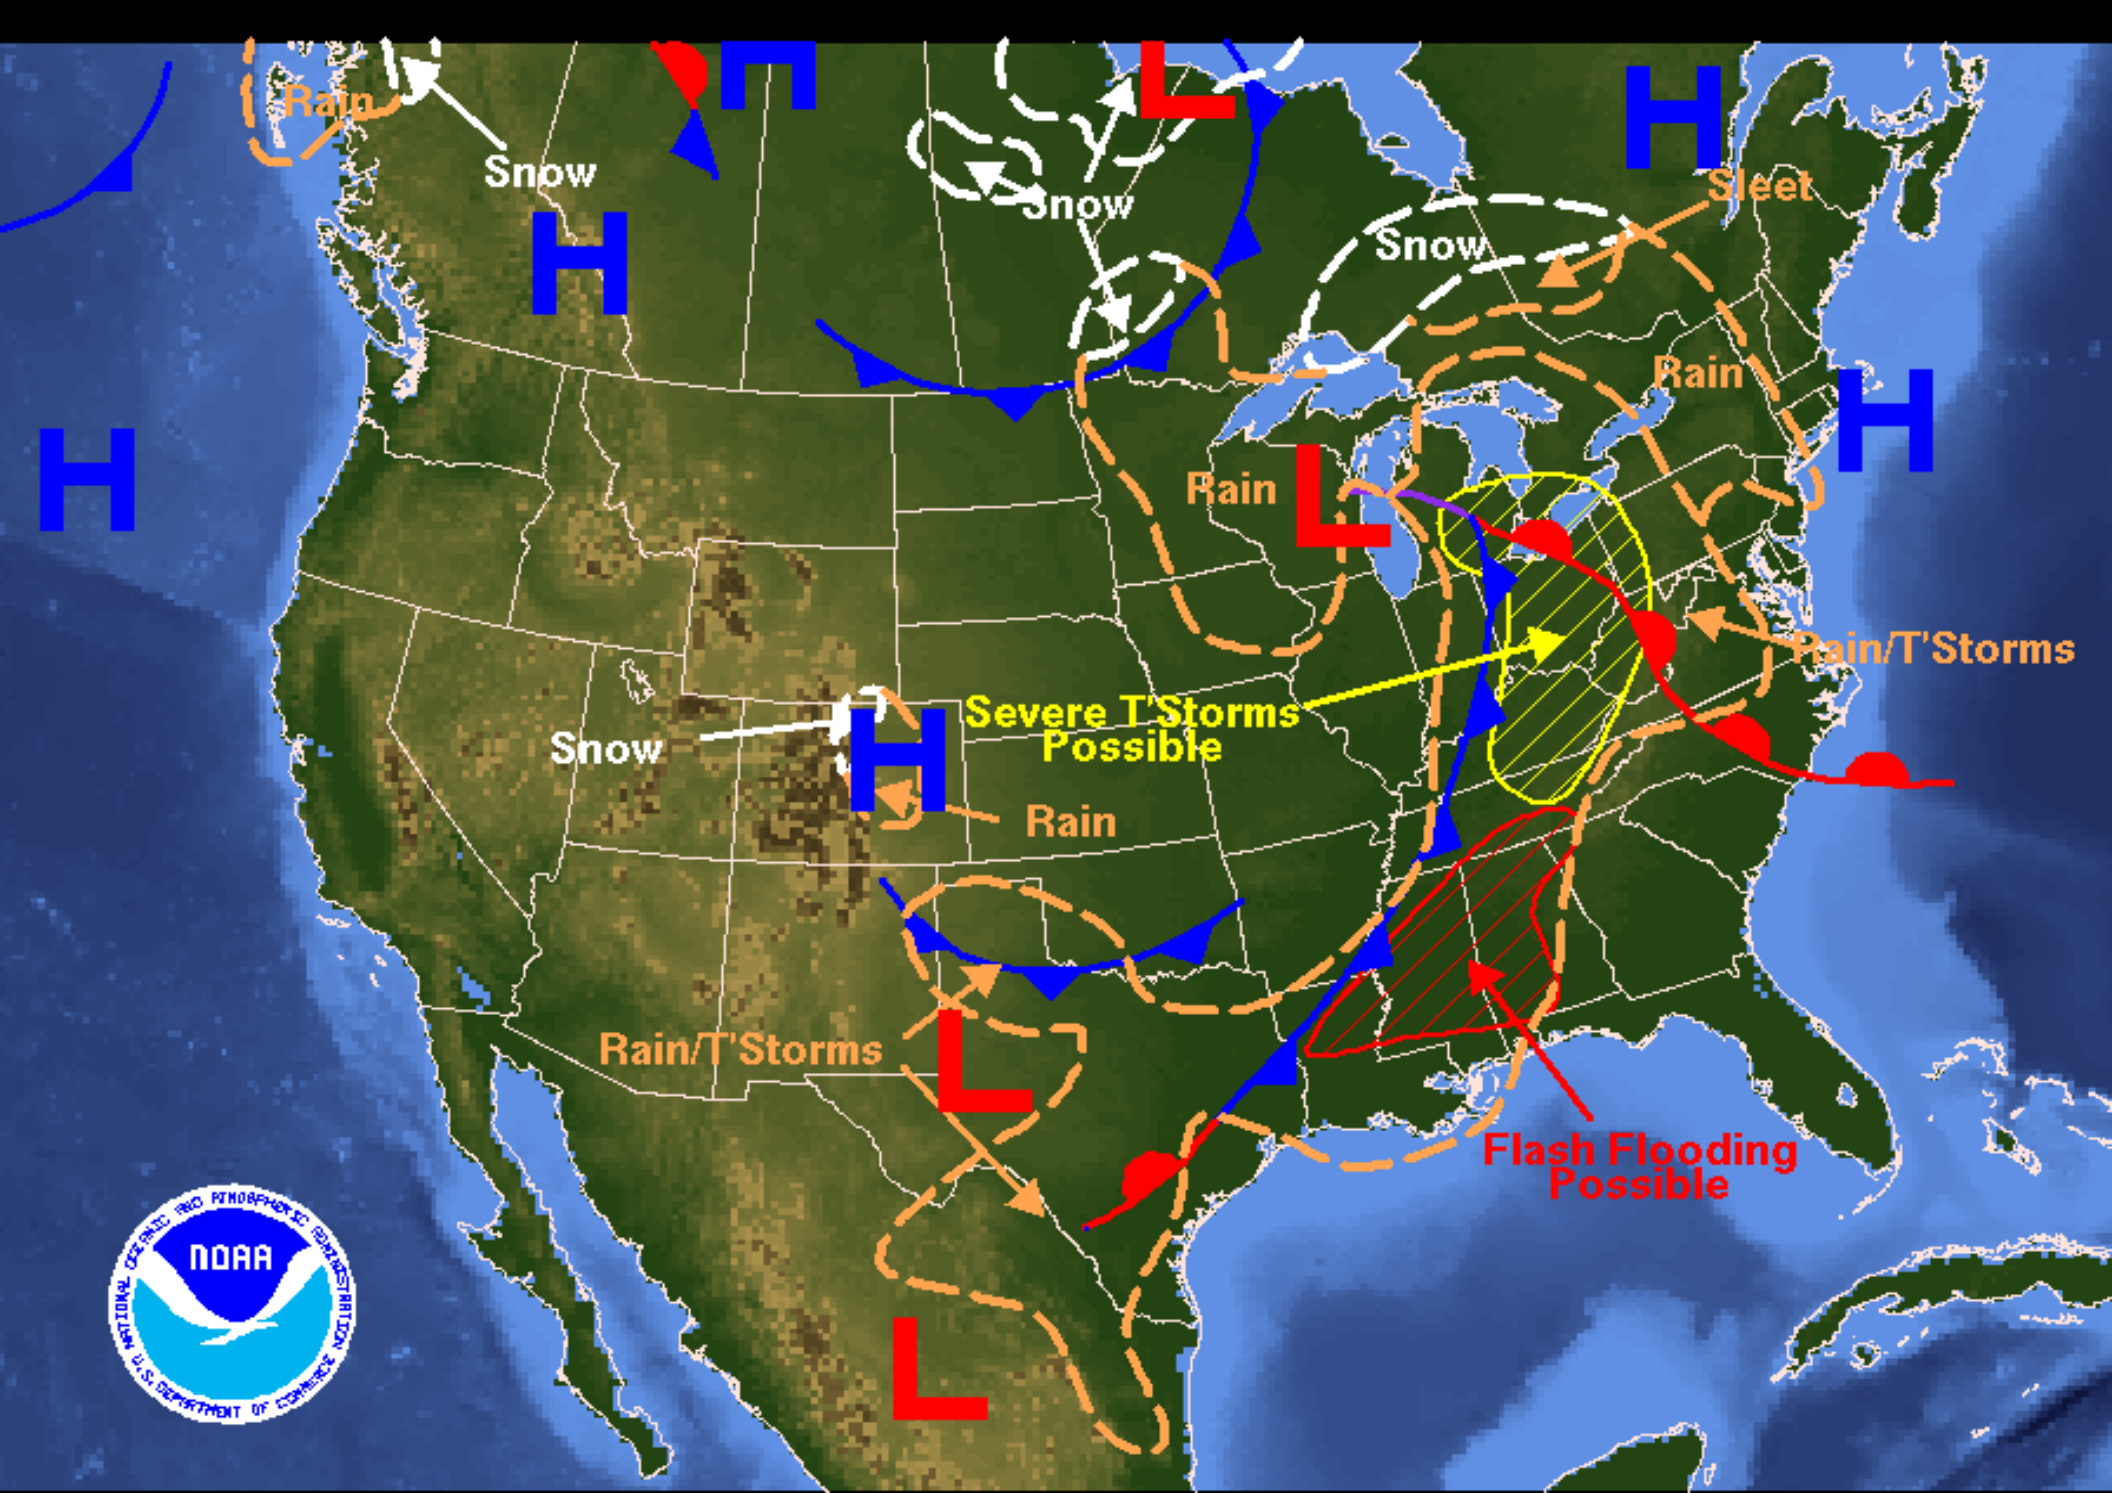 H
L
H
Rain
Snow
Sleet
Snow
H
Snow
H
Rain
H
Rain
L
Rain/T'Storms
Severe T'Storms
Possible
Snow
H
Rain
Rain/T'Storms
L
Flash Flooding
Possible
L
NATIONAL OCEANIC AND ATMOSPHERIC ADMINISTRATION
NOAA
U.S. DEPARTMENT OF COMMERCE
H